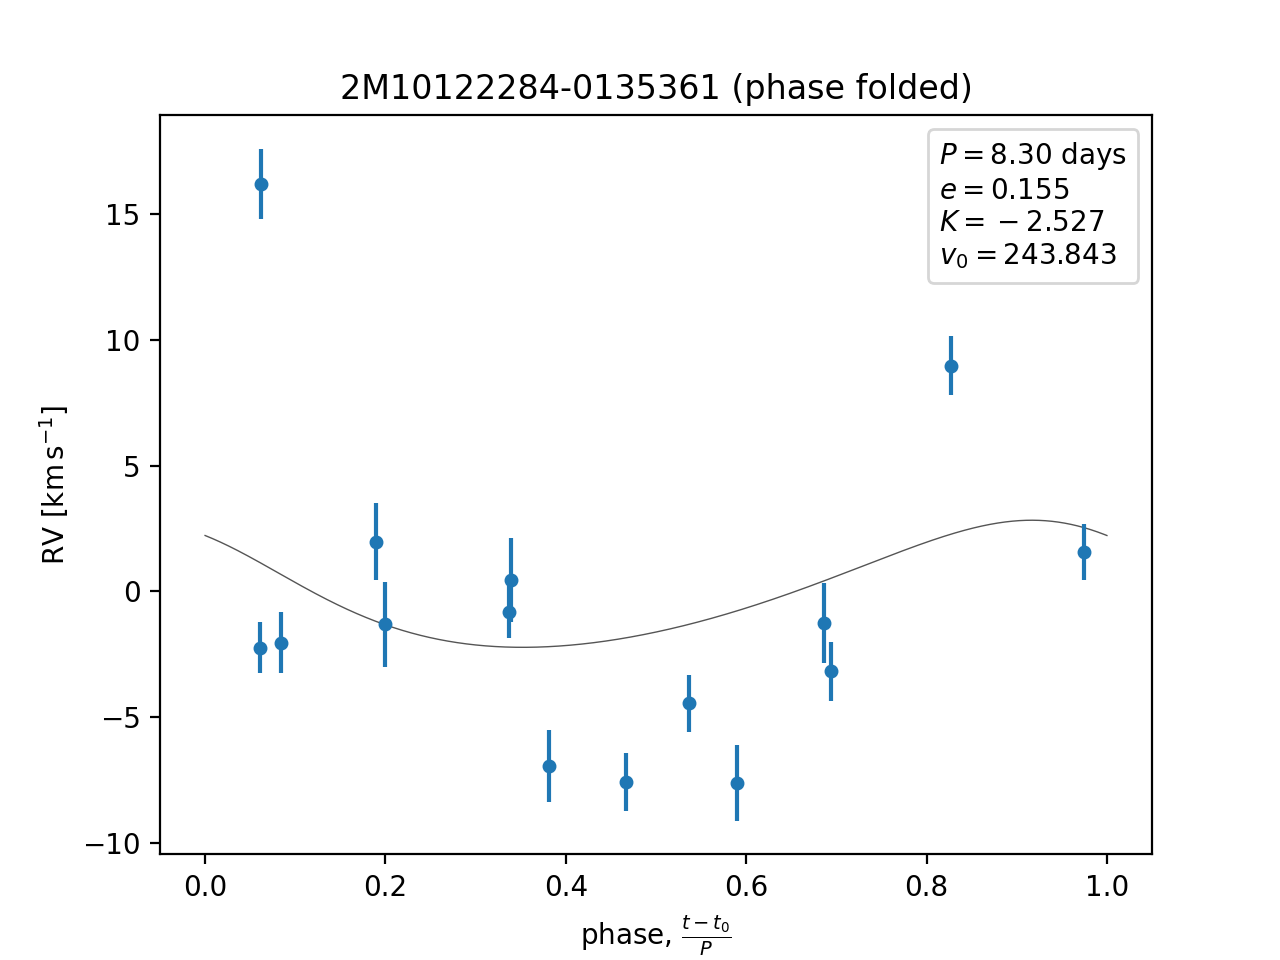 2M10122284-0135361 (phase folded)
P = 8.30 days
e = 0.155
K = −2.527
v₀ = 243.843
RV [km s⁻¹]
15
10
5
0
−5
−10
0.0 0.2 0.4 0.6 0.8 1.0
phase, (t − t₀)/P